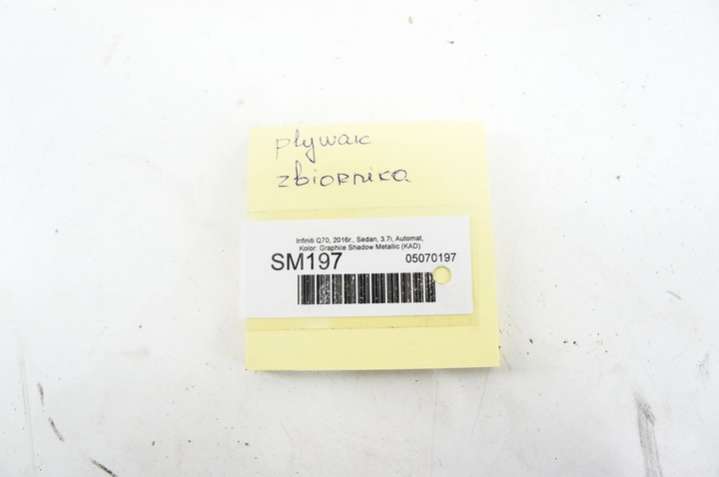 pływak
zbiornika
Infiniti Q70, 2016r., Sedan, 3.7i, Automat,
Kolor: Graphite Shadow Metallic (KAD)
SM197
05070197